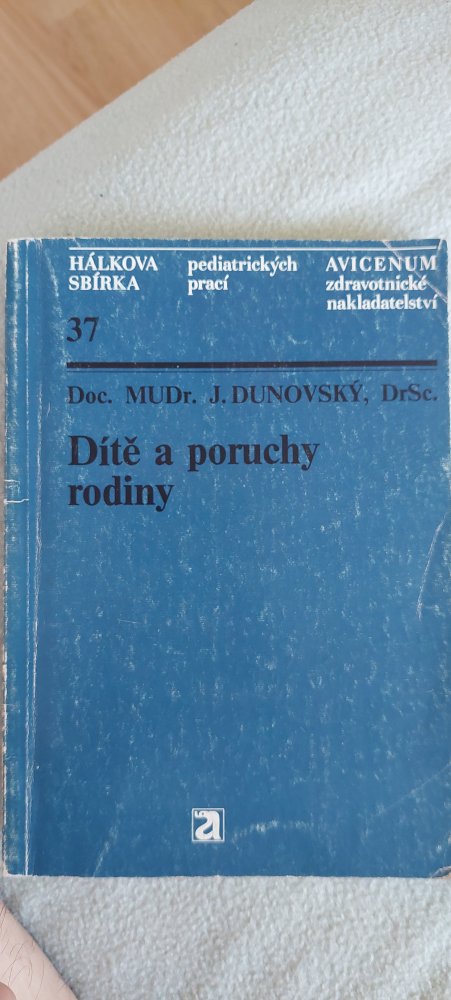 HÁLKOVA SBÍRKA
pediatrických prací
AVICENUM zdravotnické nakladatelství
37
Doc. MUDr. J. DUNOVSKÝ, DrSc.
Dítě a poruchy
rodiny
a